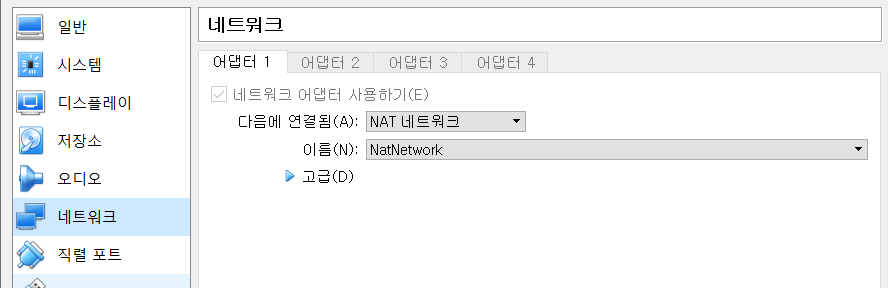 일반
시스템
디스플레이
저장소
오디오
네트워크
직렬 포트
네트워크
어댑터 1 어댑터 2 어댑터 3 어댑터 4
네트워크 어댑터 사용하기(E)
다음에 연결됨(A): NAT 네트워크
이름(N): NatNetwork
고급(D)